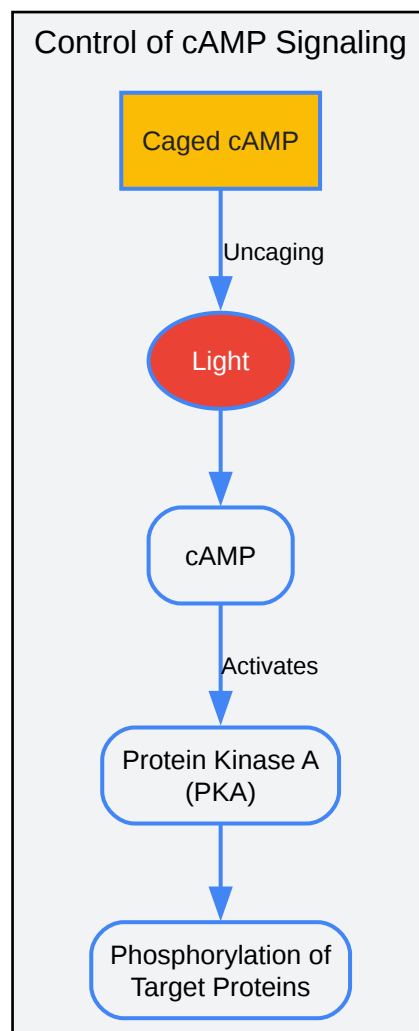 Control of cAMP Signaling
Caged cAMP
Uncaging
Light
cAMP
Activates
Protein Kinase A
(PKA)
Phosphorylation of
Target Proteins